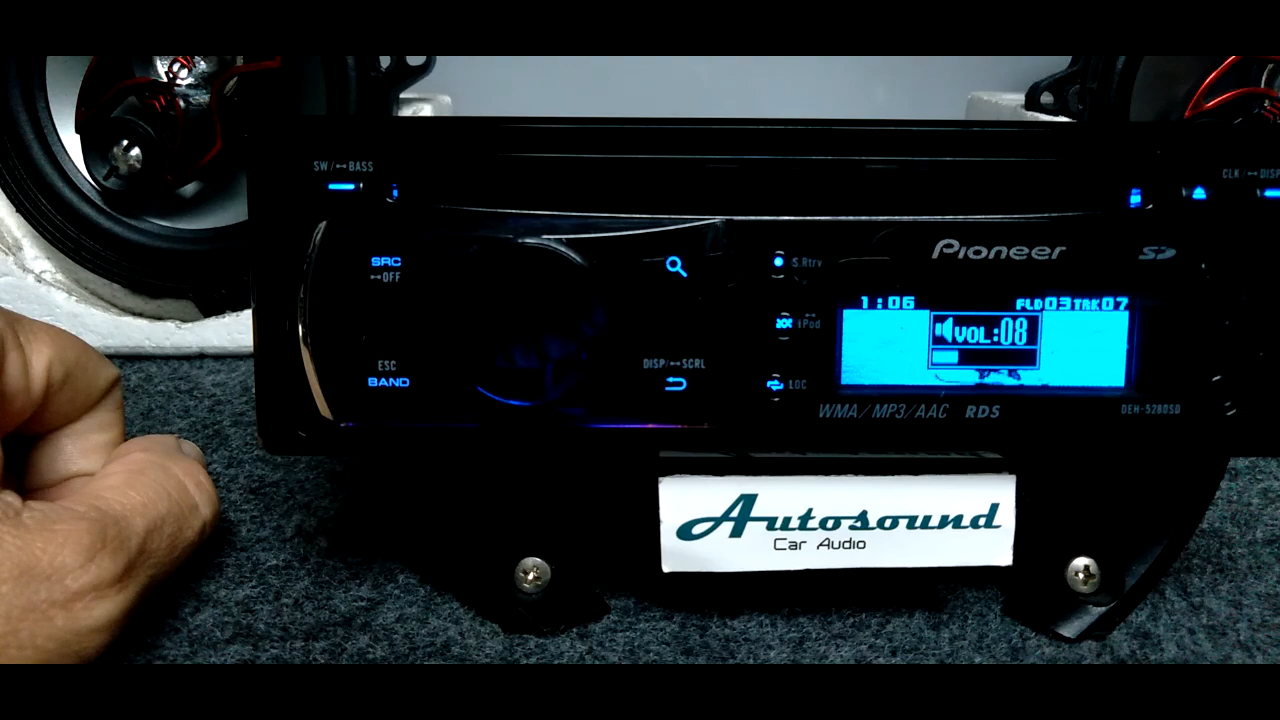 SW / BASS
CLK / DISP
SRC
OFF
S.Rtrv
Pioneer
SD
1:06 FLD03TRK07
VOL:08
iPod
ESC
BAND
DISP/ SCRL
LOC
WMA/MP3/AAC RDS
DEH-5280SD
Autosound
Car Audio